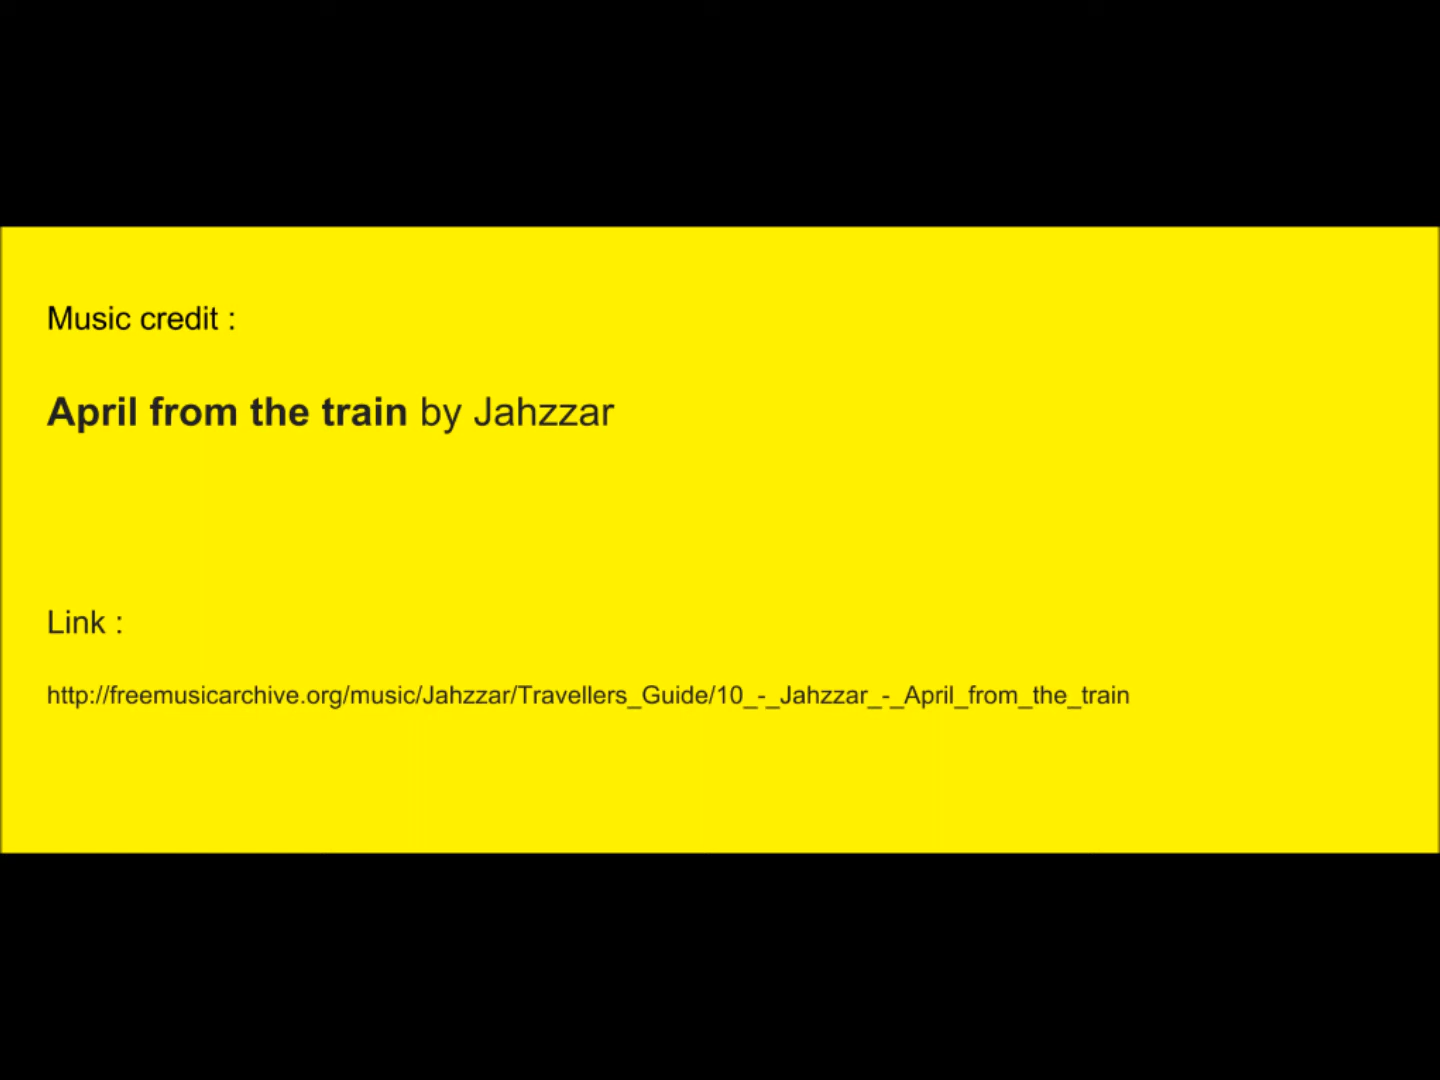 Music credit :
April from the train by Jahzzar
Link :
http://freemusicarchive.org/music/Jahzzar/Travellers_Guide/10_-_Jahzzar_-_April_from_the_train